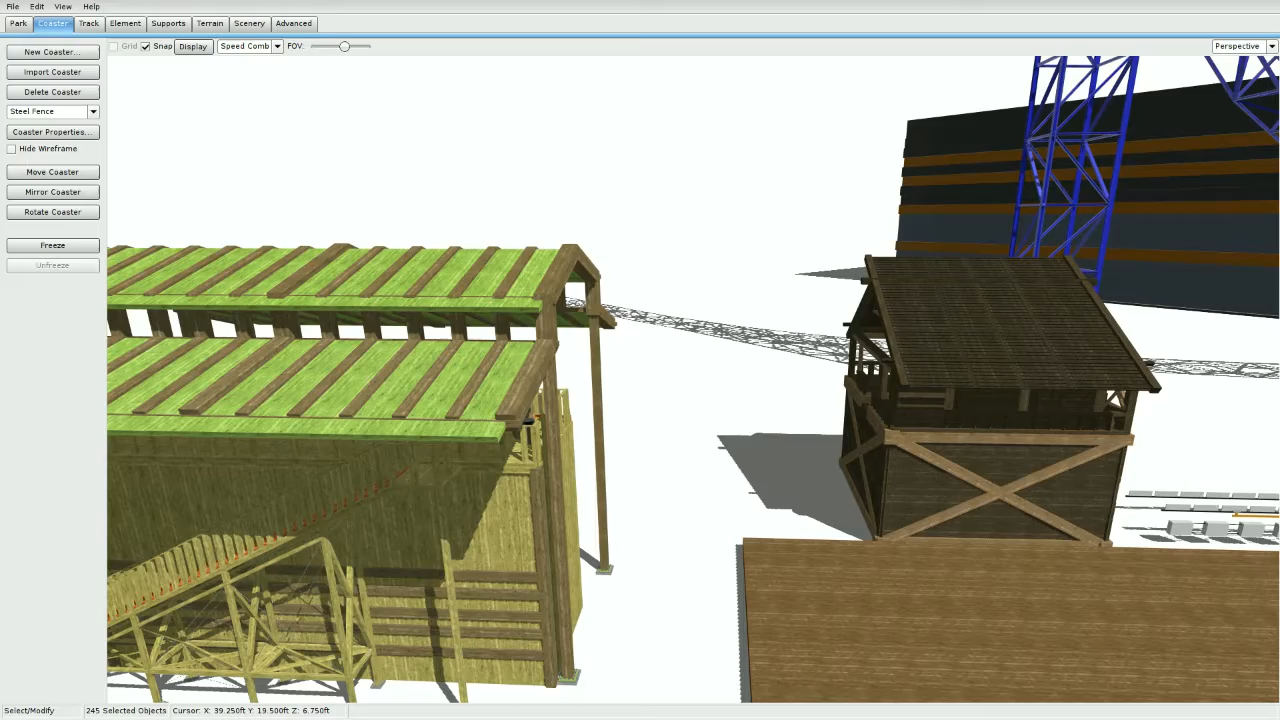 File Edit View Help
Park Coaster Track Element Supports Terrain Scenery Advanced
New Coaster... Grid Snap Display Speed Comb FOV: Perspective
Import Coaster
Delete Coaster
Steel Fence
Coaster Properties...
Hide Wireframe
Move Coaster
Mirror Coaster
Rotate Coaster
Freeze
Unfreeze
Select/Modify 245 Selected Objects Cursor: X: 39.250ft Y: 19.500ft Z: 6.750ft